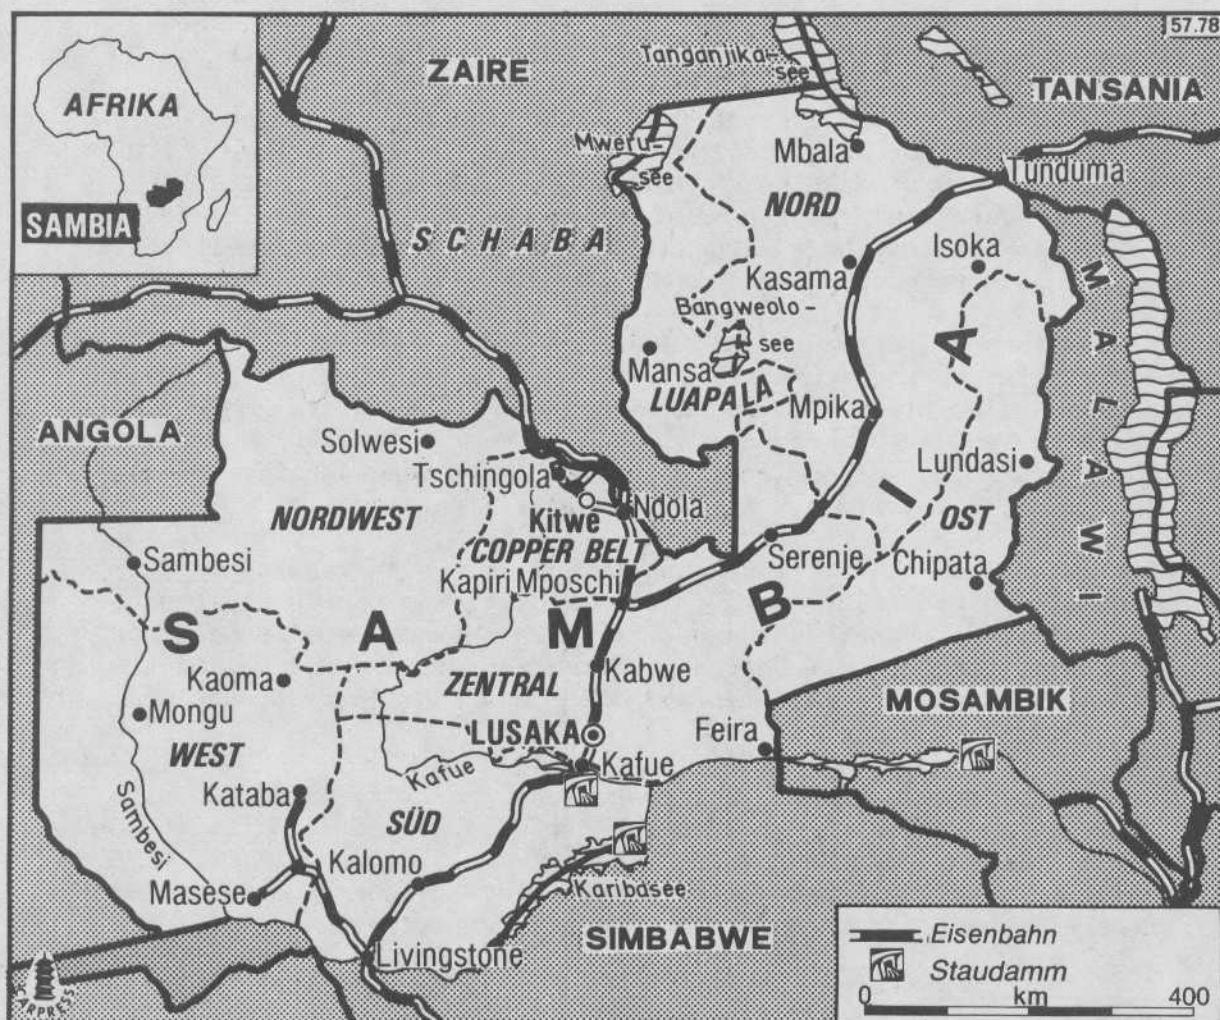 57.78
ZAIRE
Tanganjika-
see
TANSANIA
AFRIKA
SAMBIA
Mweru-
see
Mbala
Tunduma
NORD
SCHABA
Isoka
MALAWI
Kasama
Bangweolo-
see
Mansa
LUAPALA
Mpika
ANGOLA
Solwesi
Tschingola
Lundasi
NORDWEST
Kitwe
Ndola
OST
COPPER BELT
Sambesi
Serenje
Chipata
Kapiri Mposchi
SAMBIA
Kaoma
ZENTRAL
Kabwe
Mongu
MOSAMBIK
LUSAKA
Feira
WEST
Kafue
Kafue
Kataba
Sambesi
SÜD
Kalomo
Masese
Karibasee
SIMBABWE
Livingstone
Eisenbahn
Staudamm
0 km 400